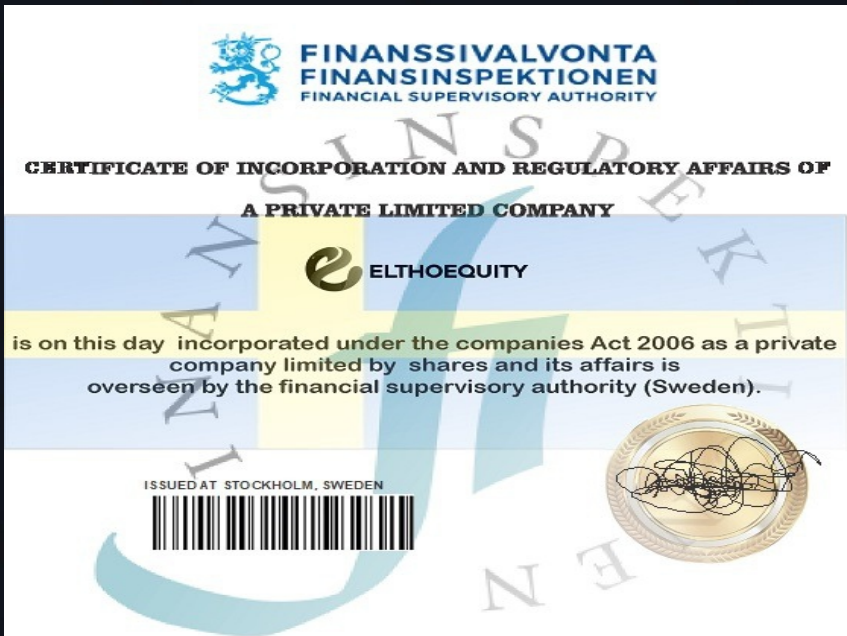 FINANSSIVALVONTA
FINANSINSPEKTIONEN
FINANCIAL SUPERVISORY AUTHORITY
CERTIFICATE OF INCORPORATION AND REGULATORY AFFAIRS OF
A PRIVATE LIMITED COMPANY
ELTHOEQUITY
is on this day incorporated under the companies Act 2006 as a private
company limited by shares and its affairs is
overseen by the financial supervisory authority (Sweden).
ISSUED AT STOCKHOLM, SWEDEN
FINANSINSPEKTIONEN
fi